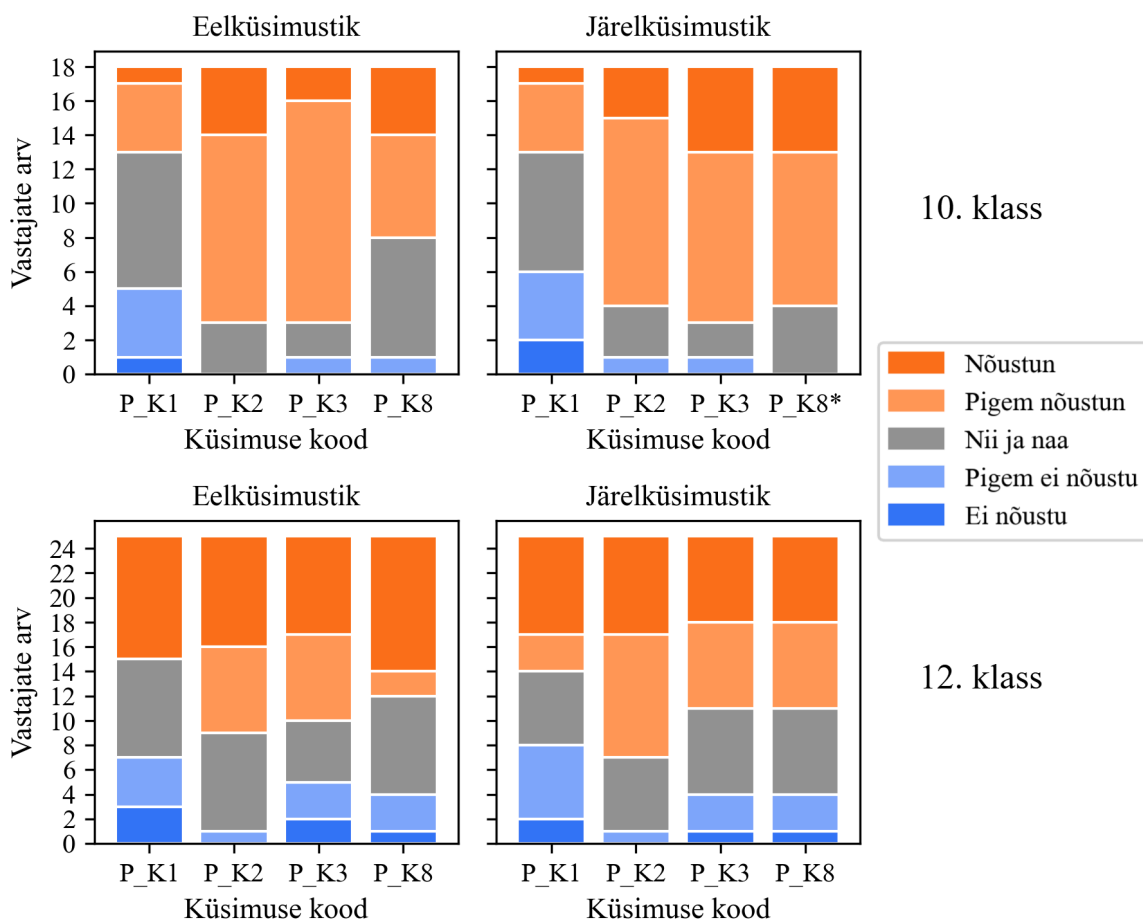 Eelküsimustik
Järelküsimustik
Vastajate arv
18
16
14
12
10
8
6
4
2
0
P_K1 P_K2 P_K3 P_K8
P_K1 P_K2 P_K3 P_K8*
Küsimuse kood
Küsimuse kood
10. klass
Nõustun
Pigem nõustun
Nii ja naa
Pigem ei nõustu
Ei nõustu
Eelküsimustik
Järelküsimustik
Vastajate arv
24
22
20
18
16
14
12
10
8
6
4
2
0
P_K1 P_K2 P_K3 P_K8
P_K1 P_K2 P_K3 P_K8
Küsimuse kood
Küsimuse kood
12. klass